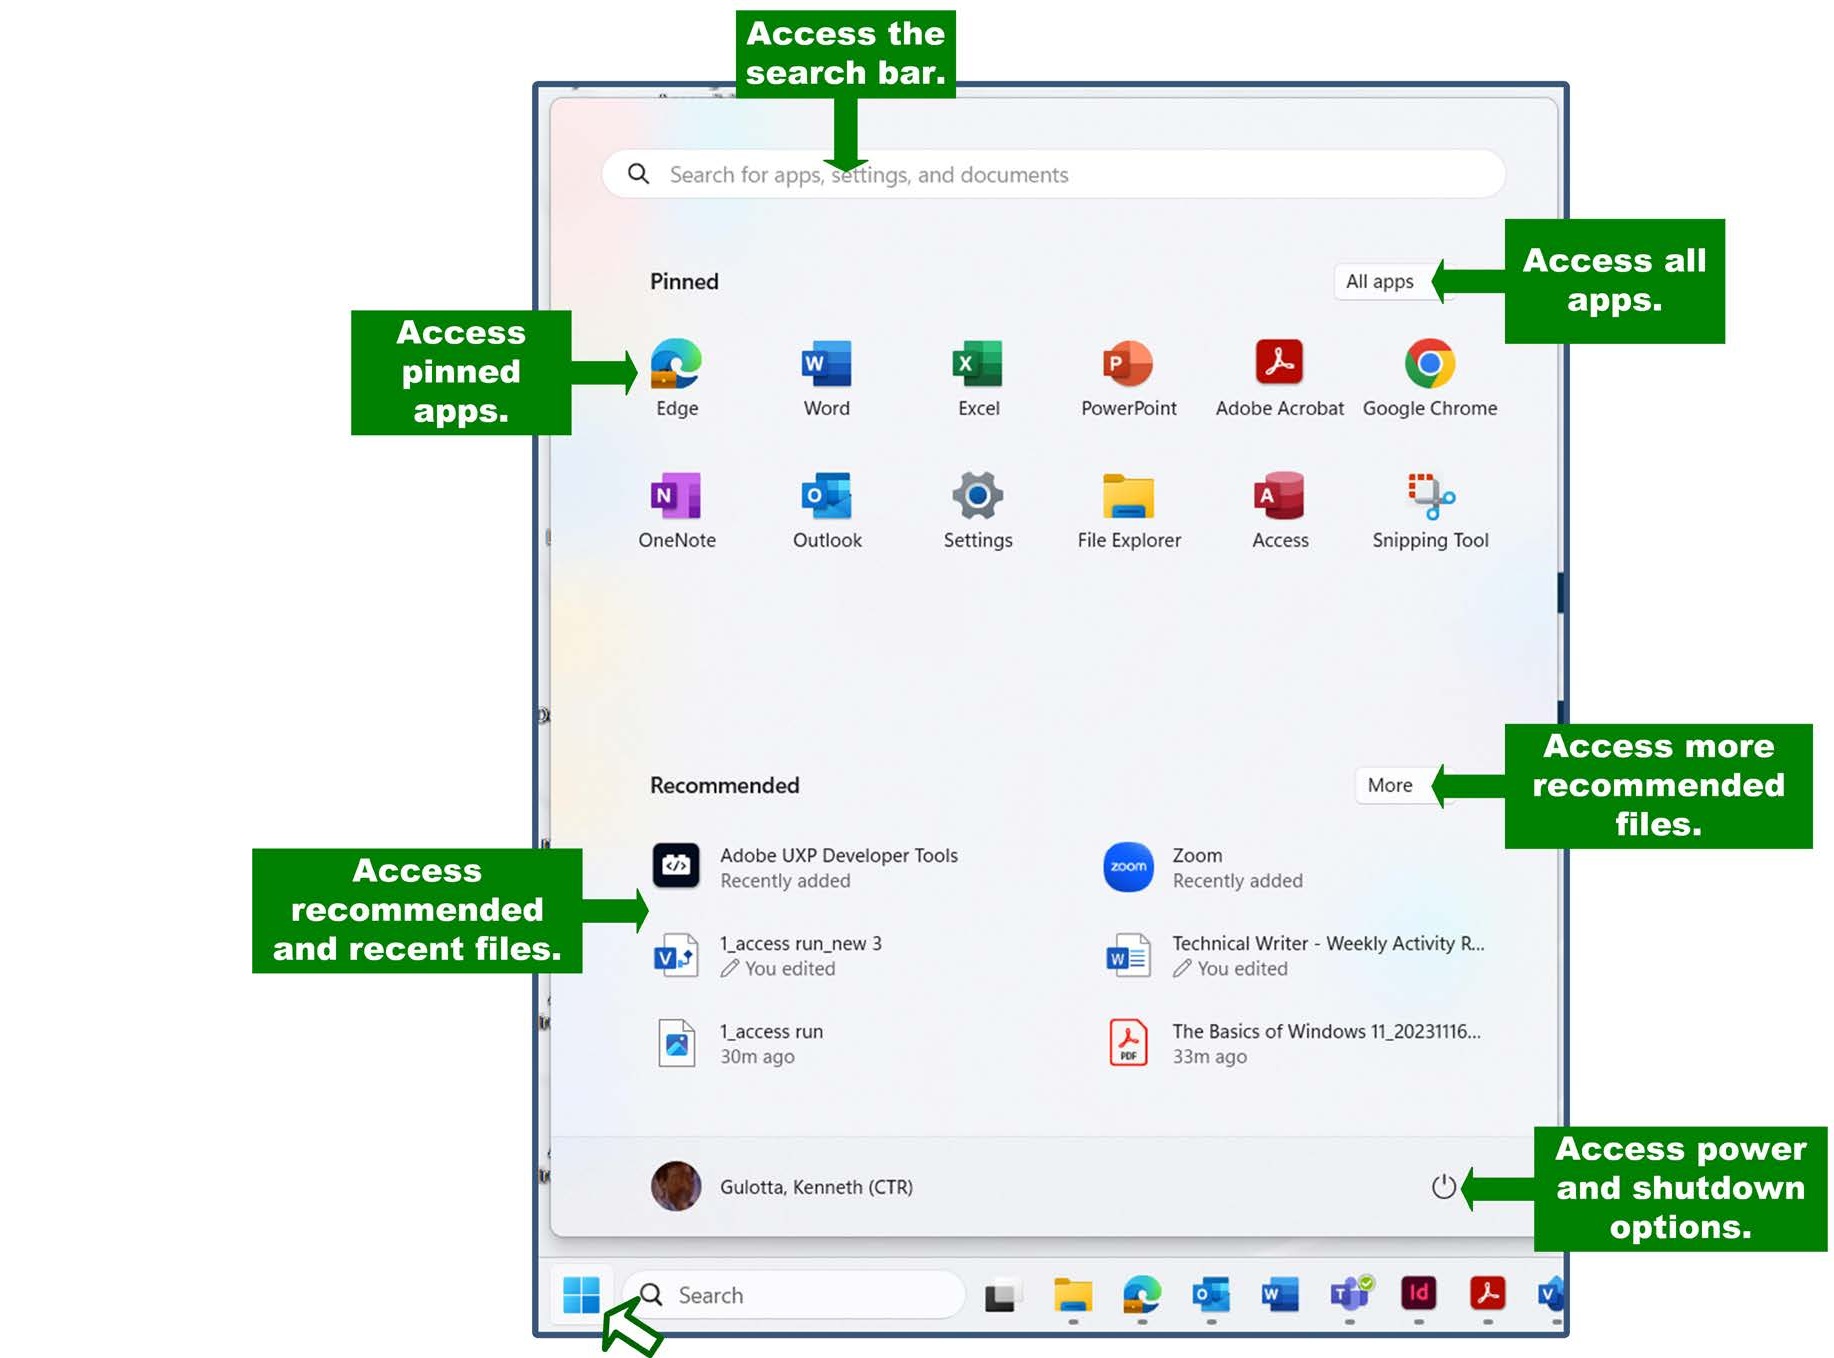 Access the
search bar.
Search for apps, settings, and documents
Pinned
All apps
Access all
apps.
Access
pinned
apps.
Edge
Word
Excel
PowerPoint
Adobe Acrobat
Google Chrome
OneNote
Outlook
Settings
File Explorer
Access
Snipping Tool
Recommended
More
Access more
recommended
files.
Access
recommended
and recent files.
Adobe UXP Developer Tools
Recently added
Zoom
Recently added
1_access run_new 3
You edited
Technical Writer - Weekly Activity R...
You edited
1_access run
30m ago
The Basics of Windows 11_20231116...
33m ago
Gulotta, Kenneth (CTR)
Access power
and shutdown
options.
Search